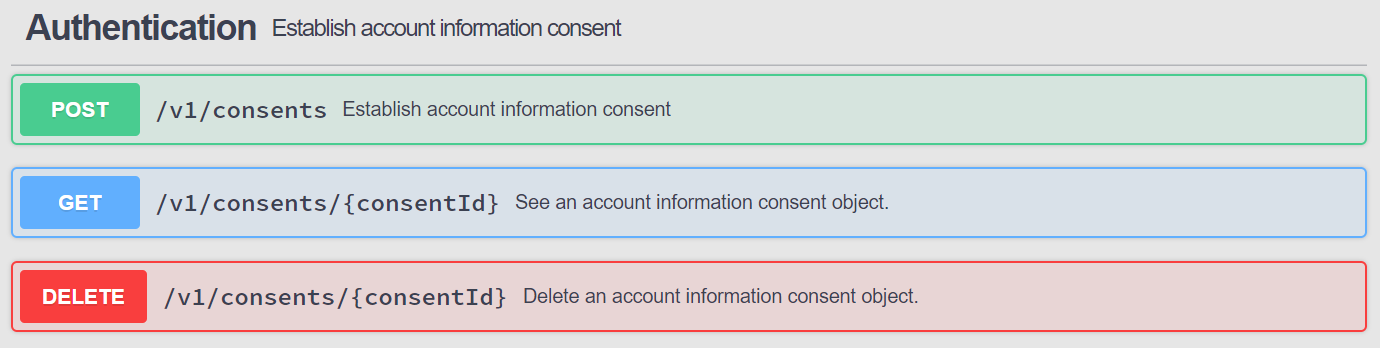 Authentication Establish account information consent
POST /v1/consents Establish account information consent
GET /v1/consents/{consentId} See an account information consent object.
DELETE /v1/consents/{consentId} Delete an account information consent object.